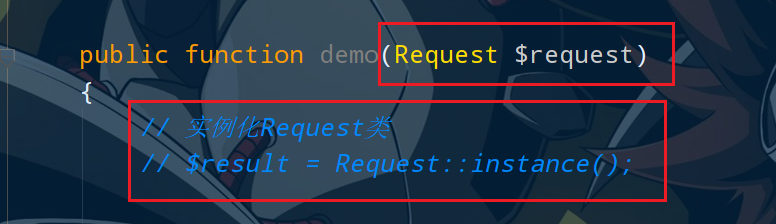 public function demo(Request $request)
{
// 实例化Request类
// $result = Request::instance();